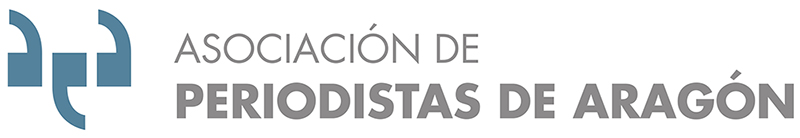 ASOCIACIÓN DE
PERIODISTAS DE ARAGÓN